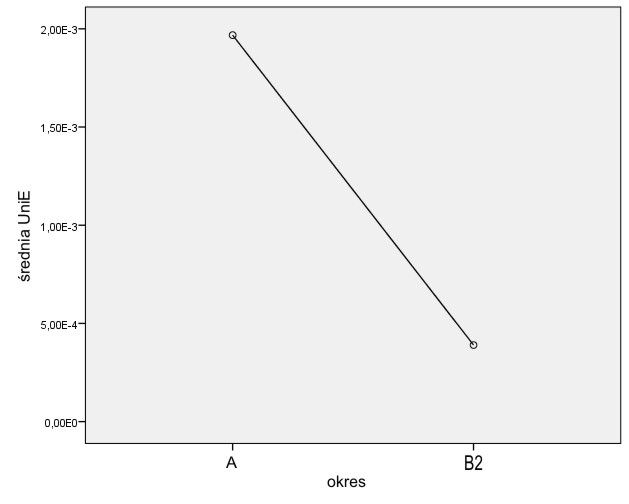 2,00E-3
1,50E-3
1,00E-3
5,00E-4
0,00E0
średnia UniE
A B2
okres